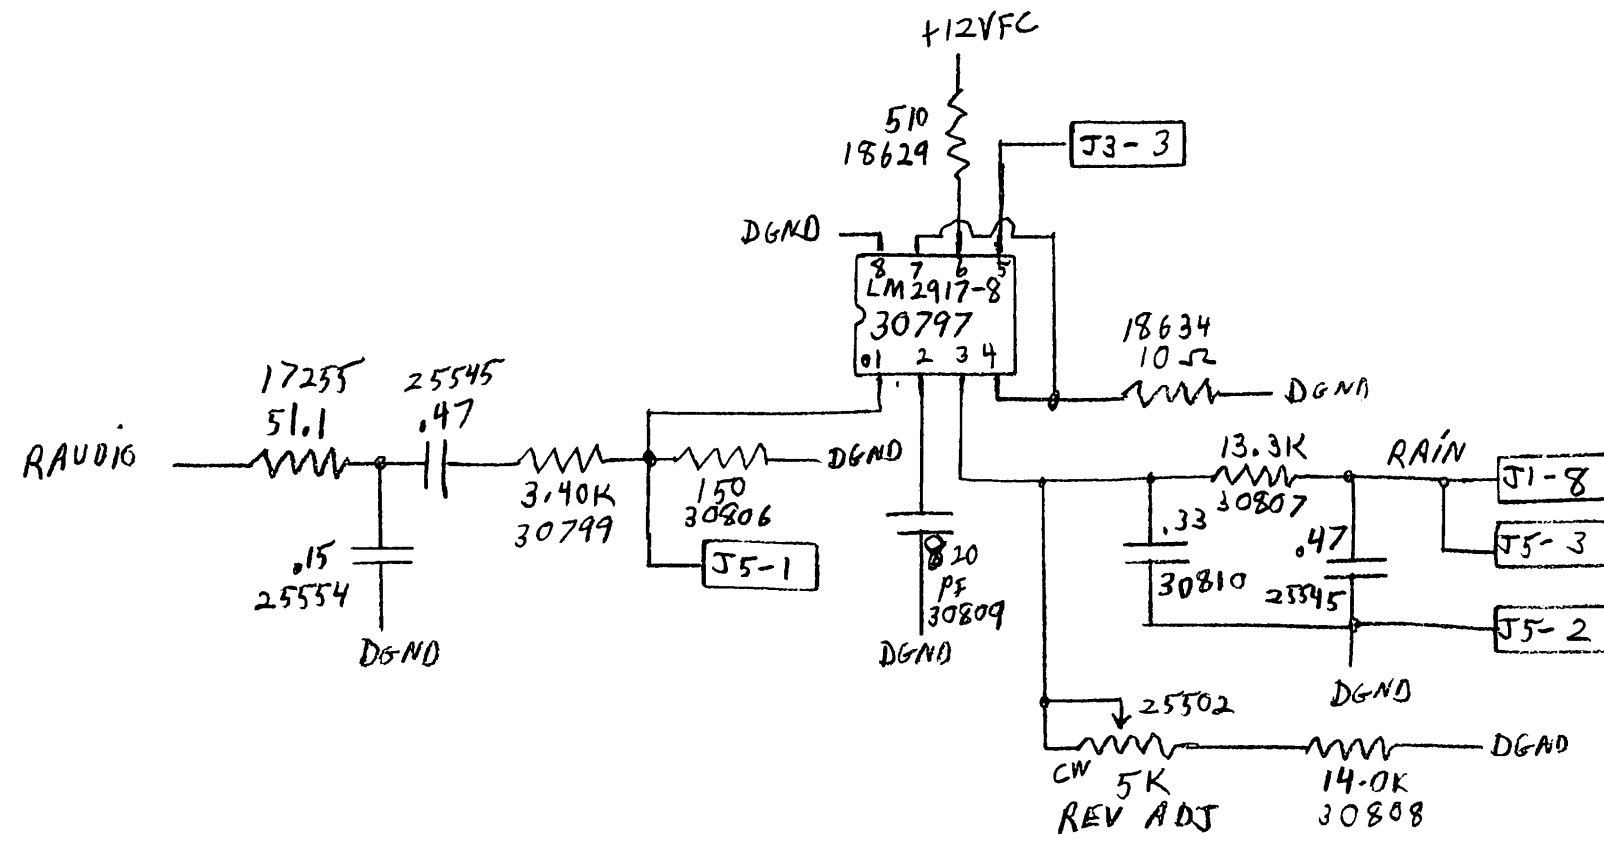 +12VFC
510
18629
J3-3
DGND
8 7 6 5
LM2917-8
30797
1 2 3 4
18634
10Ω
DGND
17255
51.1
25545
.47
RAUDIO
3.40K
30799
150
30806
DGND
J5-1
.15
25554
DGND
820
PF
30809
DGND
13.3K
30807
RAIN
J1-8
J5-3
.33
30810
.47
25545
J5-2
DGND
25502
CW
5K
REV ADJ
14.0K
30808
DGND